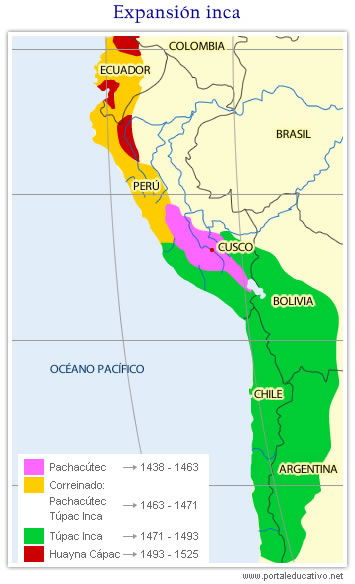 Expansión inca
COLOMBIA
ECUADOR
BRASIL
PERÚ
CUSCO
BOLIVIA
OCÉANO PACÍFICO
CHILE
ARGENTINA
Pachacútec → 1438 - 1463
Correinado:
Pachacútec
Túpac Inca → 1463 - 1471
Túpac Inca → 1471 - 1493
Huayna Cápac → 1493 - 1525
www.portaleducativo.net